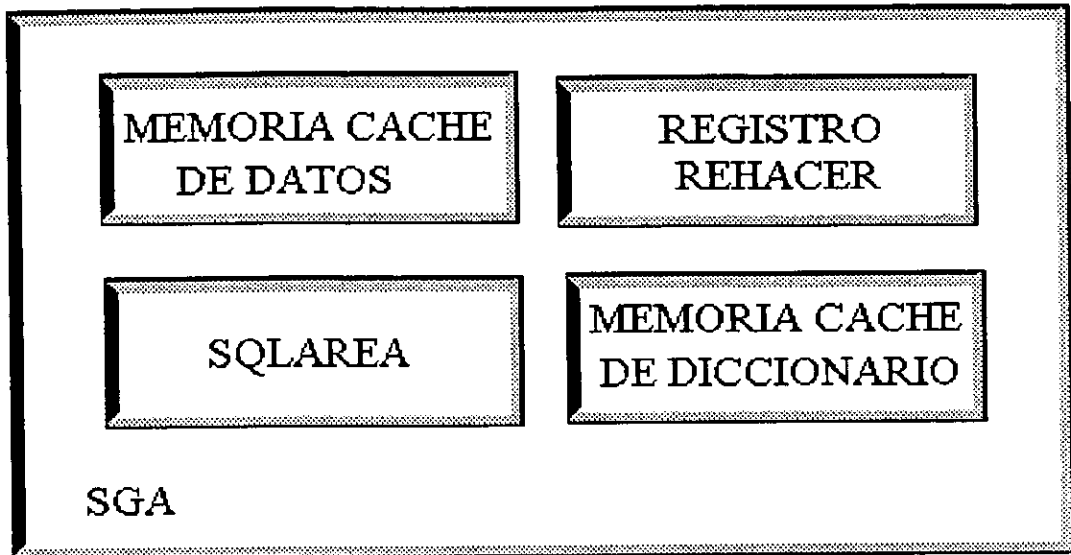 MEMORIA CACHE
DE DATOS
REGISTRO
REHACER
SQLAREA
MEMORIA CACHE
DE DICCIONARIO
SGA